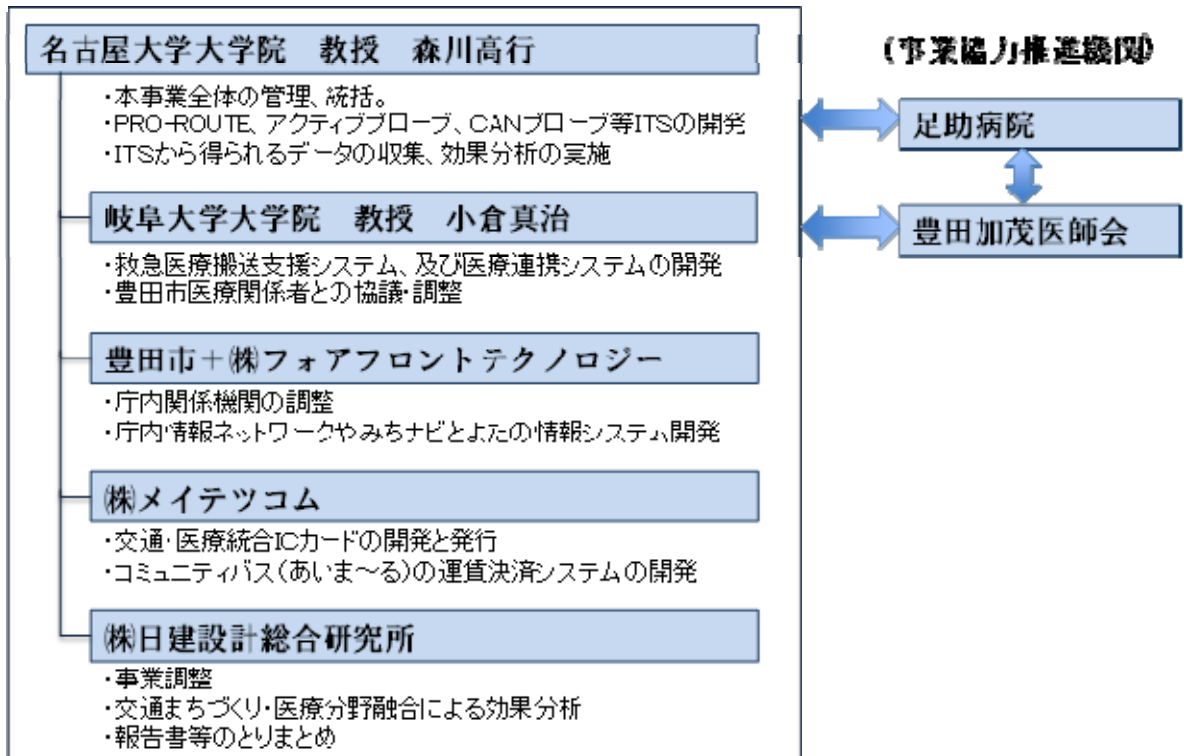 名古屋大学大学院　教授　森川高行
・本事業全体の管理、統括。
・PRO-ROUTE、アクティブプローブ、CANプローブ等ITSの開発
・ITSから得られるデータの収集、効果分析の実施
岐阜大学大学院　教授　小倉真治
・救急医療搬送支援システム、及び医療連携システムの開発
・豊田市医療関係者との協議・調整
豊田市＋㈱フォアフロントテクノロジー
・庁内関係機関の調整
・庁内情報ネットワークやみちナビとよたの情報システム開発
㈱メイテツコム
・交通・医療統合ICカードの開発と発行
・コミュニティバス（あいま～る）の運賃決済システムの開発
㈱日建設計総合研究所
・事業調整
・交通まちづくり・医療分野融合による効果分析
・報告書等のとりまとめ
（事業協力推進機関）
足助病院
豊田加茂医師会